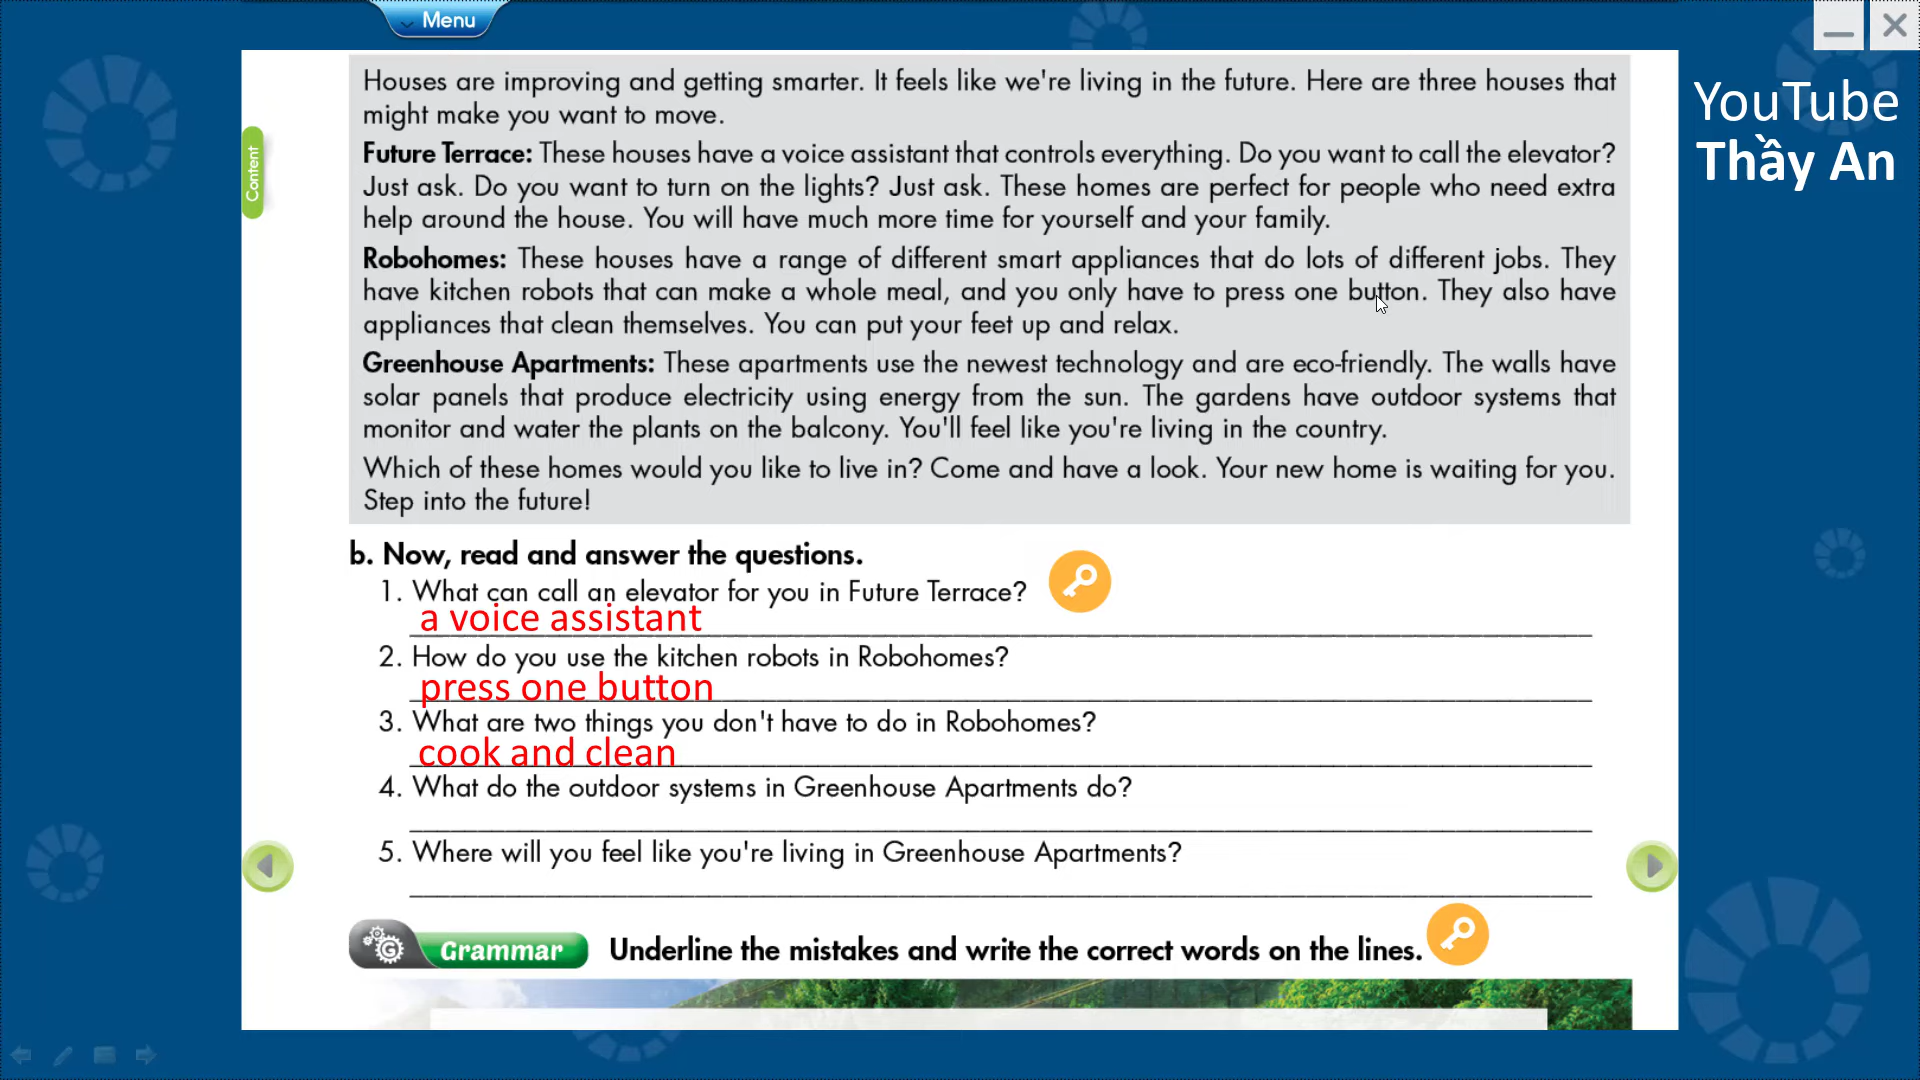 Menu
YouTube
Thầy An
Content
Houses are improving and getting smarter. It feels like we're living in the future. Here are three houses that
might make you want to move.
Future Terrace: These houses have a voice assistant that controls everything. Do you want to call the elevator?
Just ask. Do you want to turn on the lights? Just ask. These homes are perfect for people who need extra
help around the house. You will have much more time for yourself and your family.
Robohomes: These houses have a range of different smart appliances that do lots of different jobs. They
have kitchen robots that can make a whole meal, and you only have to press one button. They also have
appliances that clean themselves. You can put your feet up and relax.
Greenhouse Apartments: These apartments use the newest technology and are eco-friendly. The walls have
solar panels that produce electricity using energy from the sun. The gardens have outdoor systems that
monitor and water the plants on the balcony. You'll feel like you're living in the country.
Which of these homes would you like to live in? Come and have a look. Your new home is waiting for you.
Step into the future!
b. Now, read and answer the questions.
1. What can call an elevator for you in Future Terrace?
a voice assistant
2. How do you use the kitchen robots in Robohomes?
press one button
3. What are two things you don't have to do in Robohomes?
cook and clean
4. What do the outdoor systems in Greenhouse Apartments do?
5. Where will you feel like you're living in Greenhouse Apartments?
G Grammar Underline the mistakes and write the correct words on the lines.